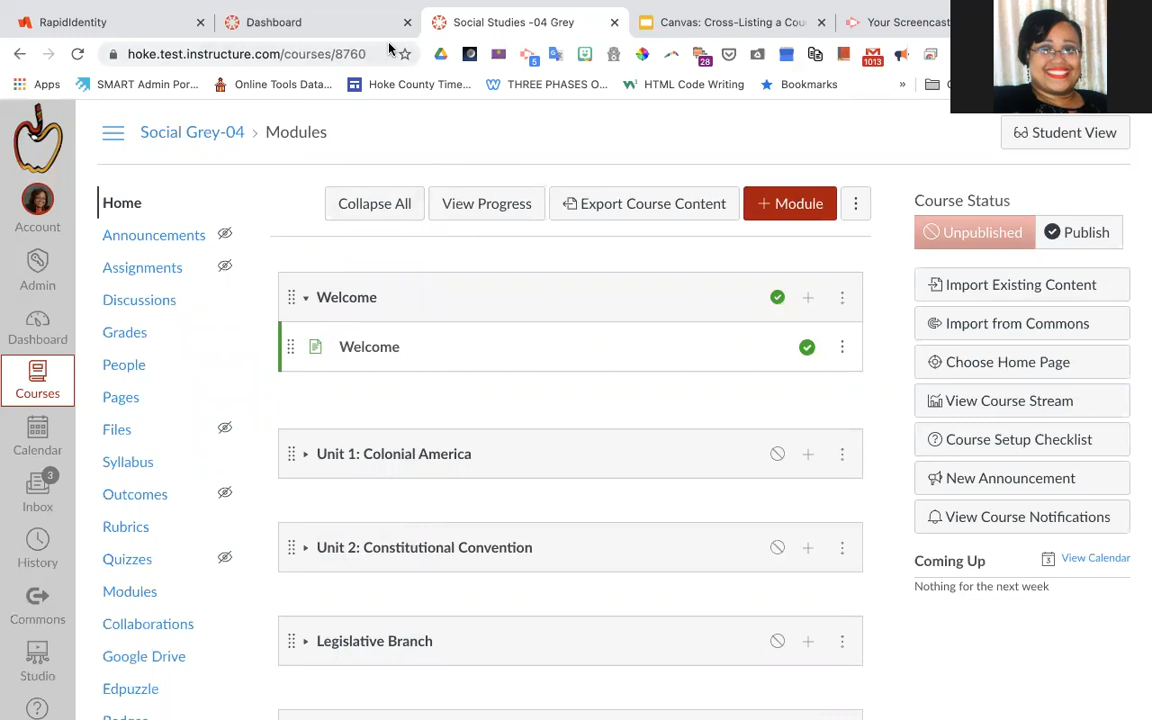 RapidIdentity
Dashboard
Social Studies -04 Grey
Canvas: Cross-Listing a Cou
Your Screencast
hoke.test.instructure.com/courses/8760
5
28
1013
Apps
SMART Admin Por...
Online Tools Data...
Hoke County Time...
THREE PHASES O...
HTML Code Writing
Bookmarks
»
Social Grey-04 › Modules
Student View
Account
Admin
Dashboard
Courses
Calendar
3
Inbox
History
Commons
Studio
Home
Announcements
Assignments
Discussions
Grades
People
Pages
Files
Syllabus
Outcomes
Rubrics
Quizzes
Modules
Collaborations
Google Drive
Edpuzzle
Collapse All
View Progress
Export Course Content
+ Module
Welcome
Welcome
Unit 1: Colonial America
Unit 2: Constitutional Convention
Legislative Branch
Course Status
Unpublished
Publish
Import Existing Content
Import from Commons
Choose Home Page
View Course Stream
Course Setup Checklist
New Announcement
View Course Notifications
Coming Up
View Calendar
Nothing for the next week